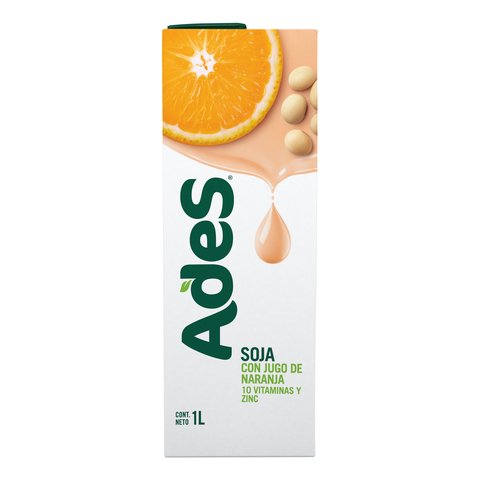 AdeS®
SOJA
CON JUGO DE
NARANJA
10 VITAMINAS Y
ZINC
CONT.
NETO 1L